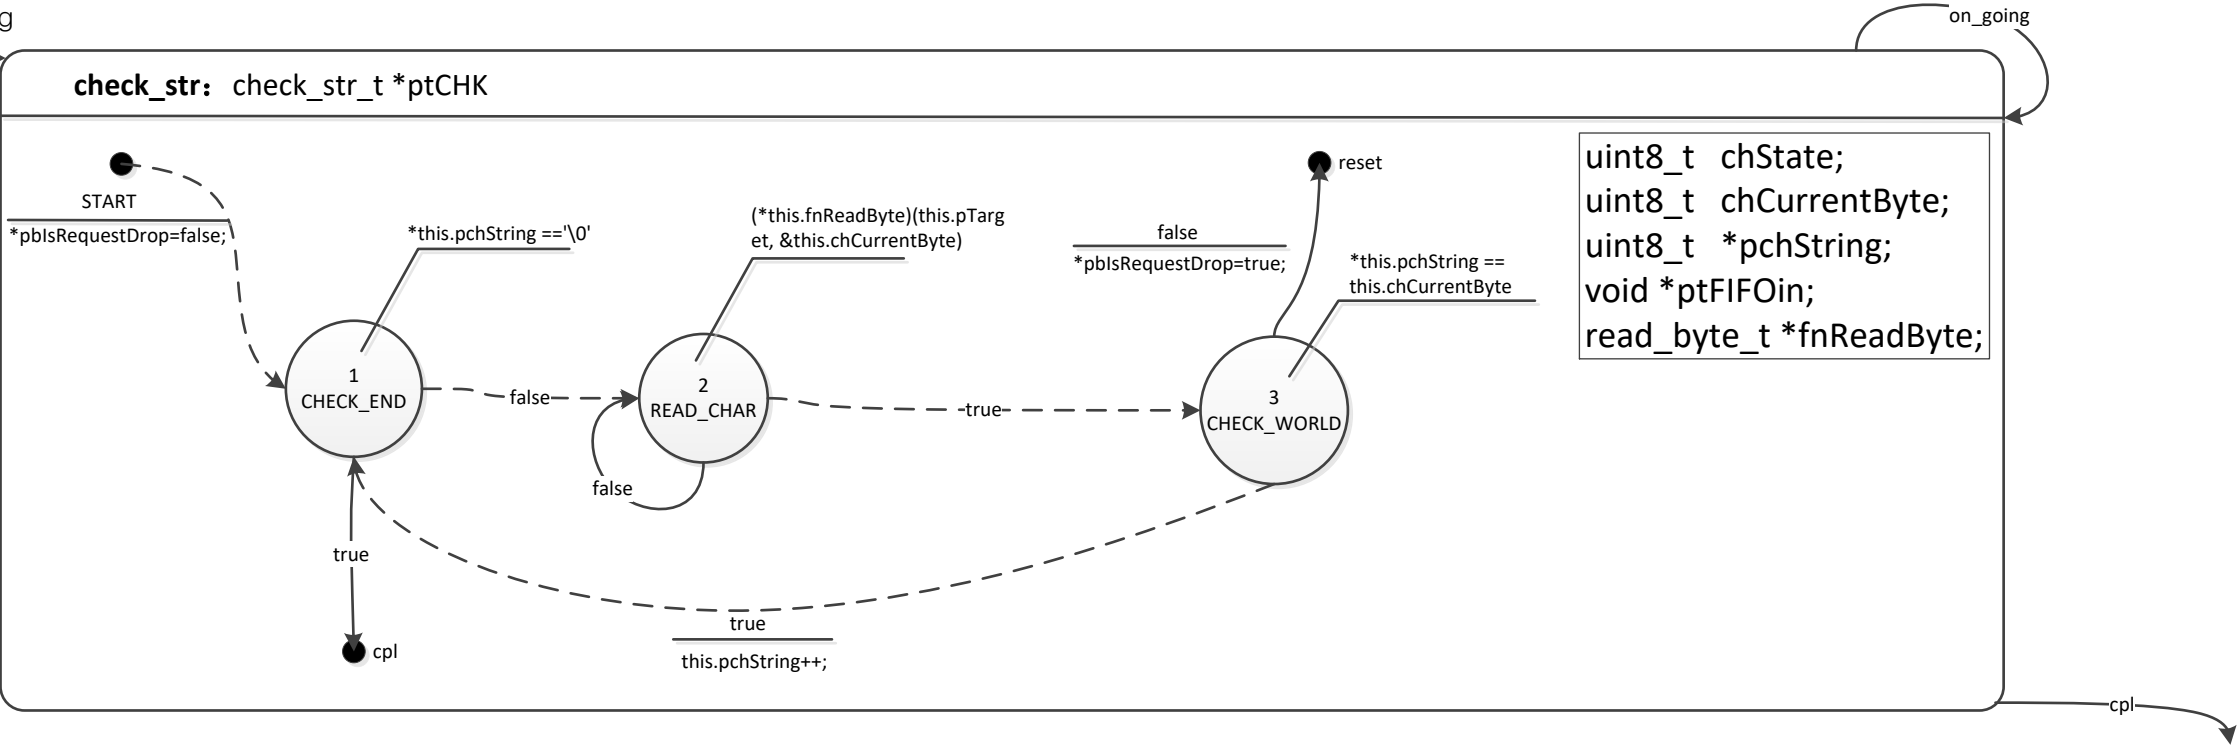 g
on_going
check_str：check_str_t *ptCHK
START
*pbIsRequestDrop=false;
*this.pchString =='\0'
(*this.fnReadByte)(this.pTarg
et, &this.chCurrentByte)
false
*pbIsRequestDrop=true;
reset
*this.pchString ==
this.chCurrentByte
uint8_t chState;
uint8_t chCurrentByte;
uint8_t *pchString;
void *ptFIFOin;
read_byte_t *fnReadByte;
1
CHECK_END
false
2
READ_CHAR
true
3
CHECK_WORLD
false
true
cpl
true
this.pchString++;
cpl